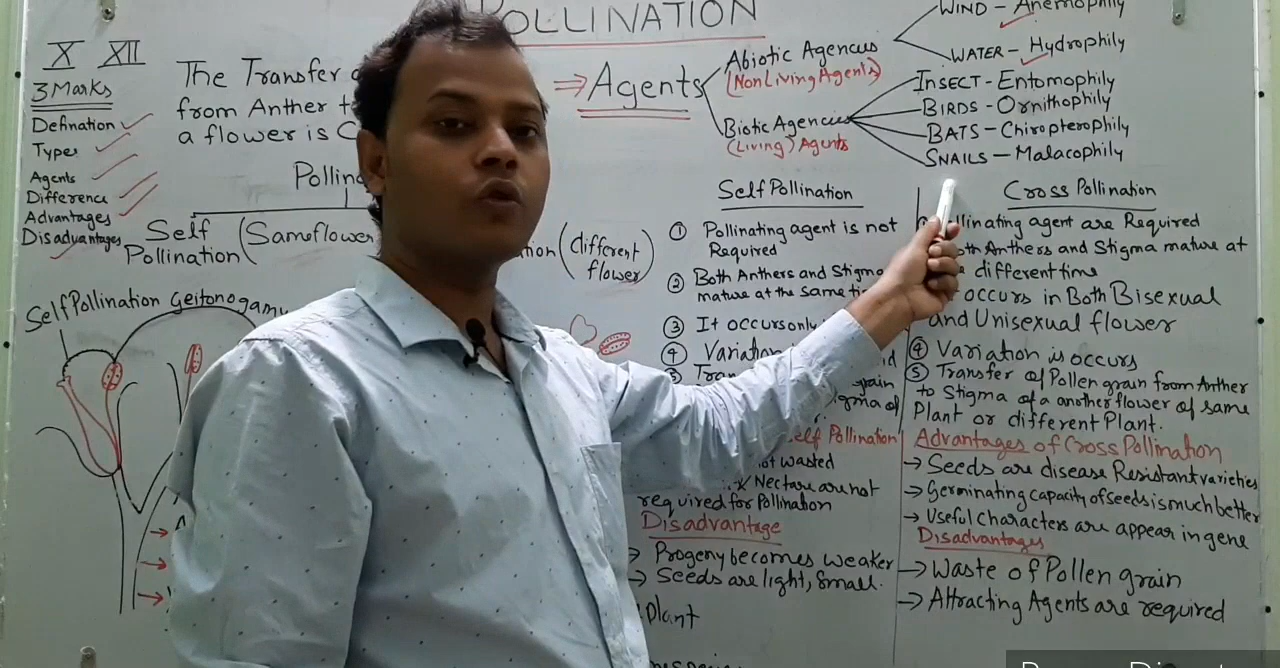 POLLINATION
X XII
3 Marks
Defination
Types
Agents
Difference
Advantages
Disadvantages
The Transfer
from Anther
a flower is
Self
Pollination
(Sameflower
(different
flower)
Self Pollination Geitonogamy
⇒ Agents
Abiotic Agencies
(Non Living Agents)
WIND – Anemophily
WATER – Hydrophily
Biotic Agencies
(Living) Agents
INSECT - Entomophily
BIRDS - Ornithophily
BATS – Chiropterophily
SNAILS – Malacophily
Self Pollination
① Pollinating agent is not
Required
② Both Anthers and Stigma
mature at the same
③ It occurs only
④
⑤
grain
of
Self Pollination
not wasted
Nectare are not
required for Pollination
Disadvantage
→ Progeny becomes weaker
→ Seeds are light, Small.
Plant
Cross Pollination
agent are Required
Anthers and Stigma mature at
different time
occurs in Both Bisexual
and Unisexual flower
④ Variation is occurs
⑤ Transfer of Pollen grain from Anther
to Stigma of a another flower of same
Plant or different Plant.
Advantages of Cross Pollination
→ Seeds are disease Resistant varieties
→ Germinating capacity of seeds is much better
→ Useful Characters are appear in gene
Disadvantages
→ Waste of Pollen grain
→ Attracting Agents are required